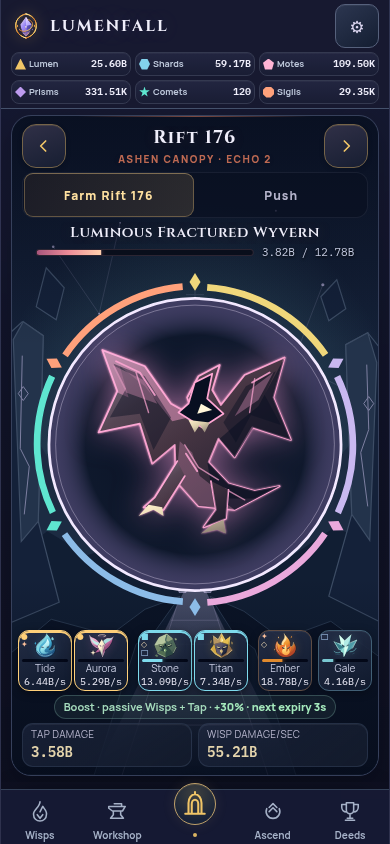 LUMENFALL
Lumen 25.60B
Shards 59.17B
Motes 109.50K
Prisms 331.51K
Comets 120
Sigils 29.35K
RIFT 176
ASHEN CANOPY · ECHO 2
Farm Rift 176
Push
LUMINOUS FRACTURED WYVERN
3.82B / 12.78B
Tide
6.44B/s
Aurora
5.29B/s
Stone
13.09B/s
Titan
7.34B/s
Ember
18.78B/s
Gale
4.16B/s
Boost · passive Wisps + Tap · +30% · next expiry 3s
TAP DAMAGE
3.58B
WISP DAMAGE/SEC
55.21B
Wisps
Workshop
Ascend
Deeds